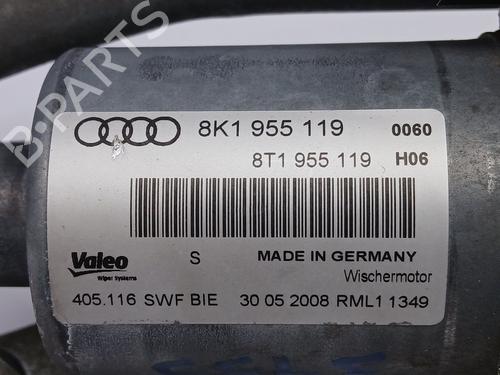 B-PARTS
8K1 955 119 0060
8T1 955 119 H06
Valeo S MADE IN GERMANY
Wiper Systems Wischermotor
405.116 SWF BIE 30 05 2008 RML1 1349